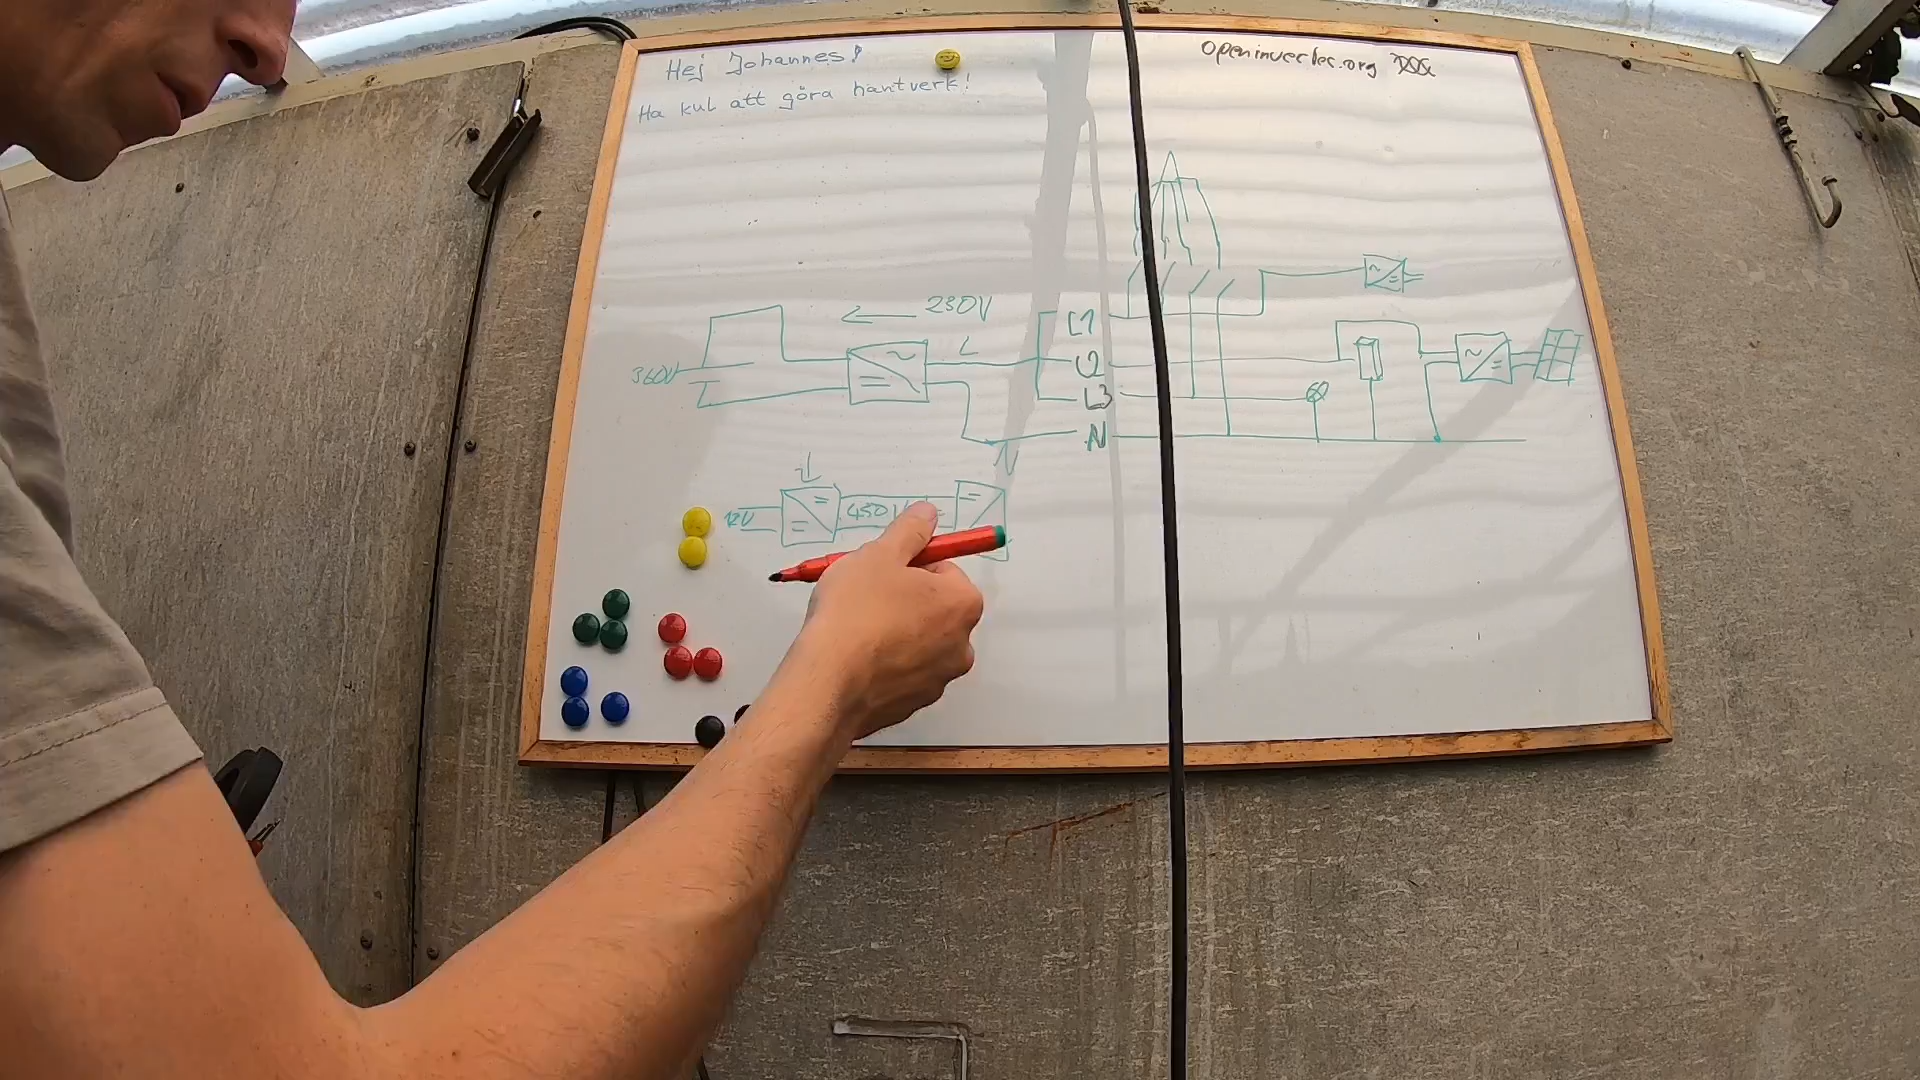 Hej Johannes!
Ha kul att göra hantverk!
openinverter.org
230V
L
360V
L1
L2
L3
N
12V
450V